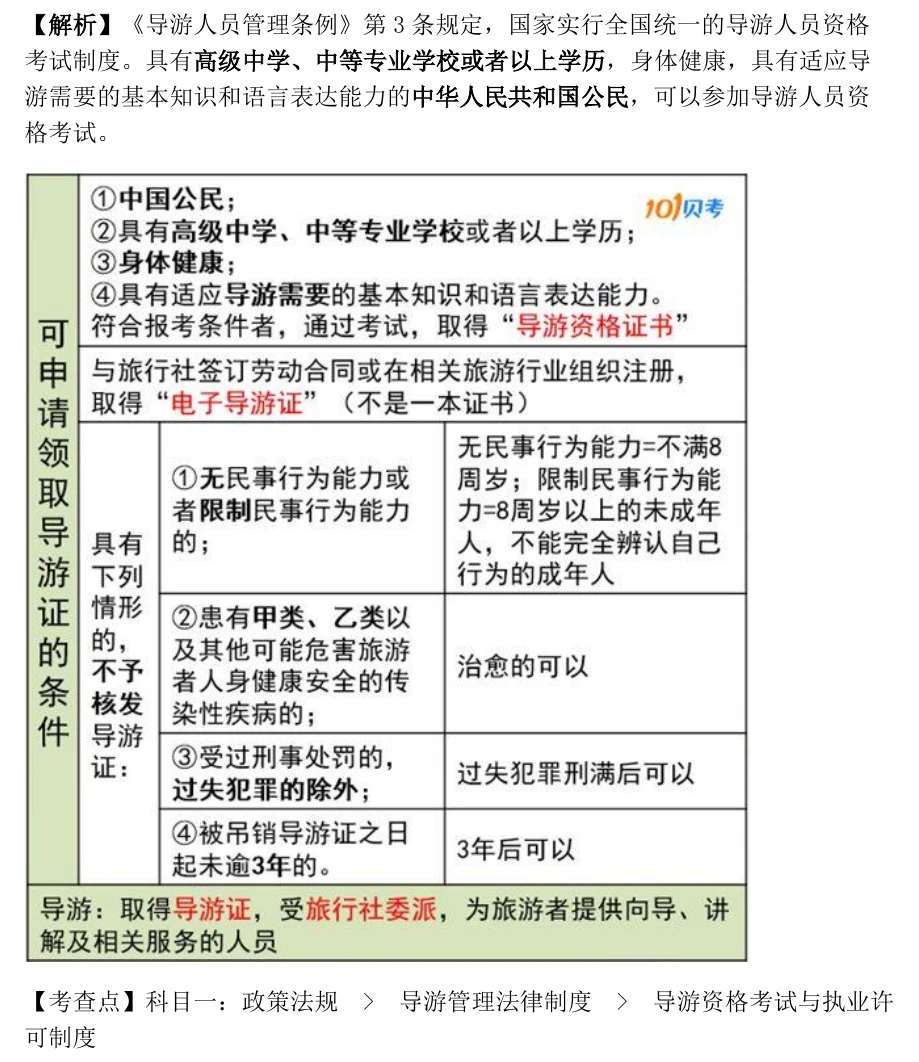 【解析】《导游人员管理条例》第 3 条规定，国家实行全国统一的导游人员资格
考试制度。具有高级中学、中等专业学校或者以上学历，身体健康，具有适应导
游需要的基本知识和语言表达能力的中华人民共和国公民，可以参加导游人员资
格考试。
可申请领取导游证的条件
①中国公民；
101贝考
②具有高级中学、中等专业学校或者以上学历；
③身体健康；
④具有适应导游需要的基本知识和语言表达能力。
符合报考条件者，通过考试，取得“导游资格证书”
与旅行社签订劳动合同或在相关旅游行业组织注册，
取得“电子导游证”（不是一本证书）
具有
下列
情形
的，
不予
核发
导游
证：
①无民事行为能力或
者限制民事行为能力
的；
无民事行为能力=不满8
周岁；限制民事行为能
力=8周岁以上的未成年
人，不能完全辨认自己
行为的成年人
②患有甲类、乙类以
及其他可能危害旅游
者人身健康安全的传
染性疾病的；
治愈的可以
③受过刑事处罚的，
过失犯罪的除外；
过失犯罪刑满后可以
④被吊销导游证之日
起未逾3年的。
3年后可以
导游：取得导游证，受旅行社委派，为旅游者提供向导、讲
解及相关服务的人员
【考查点】科目一：政策法规 > 导游管理法律制度 > 导游资格考试与执业许
可制度